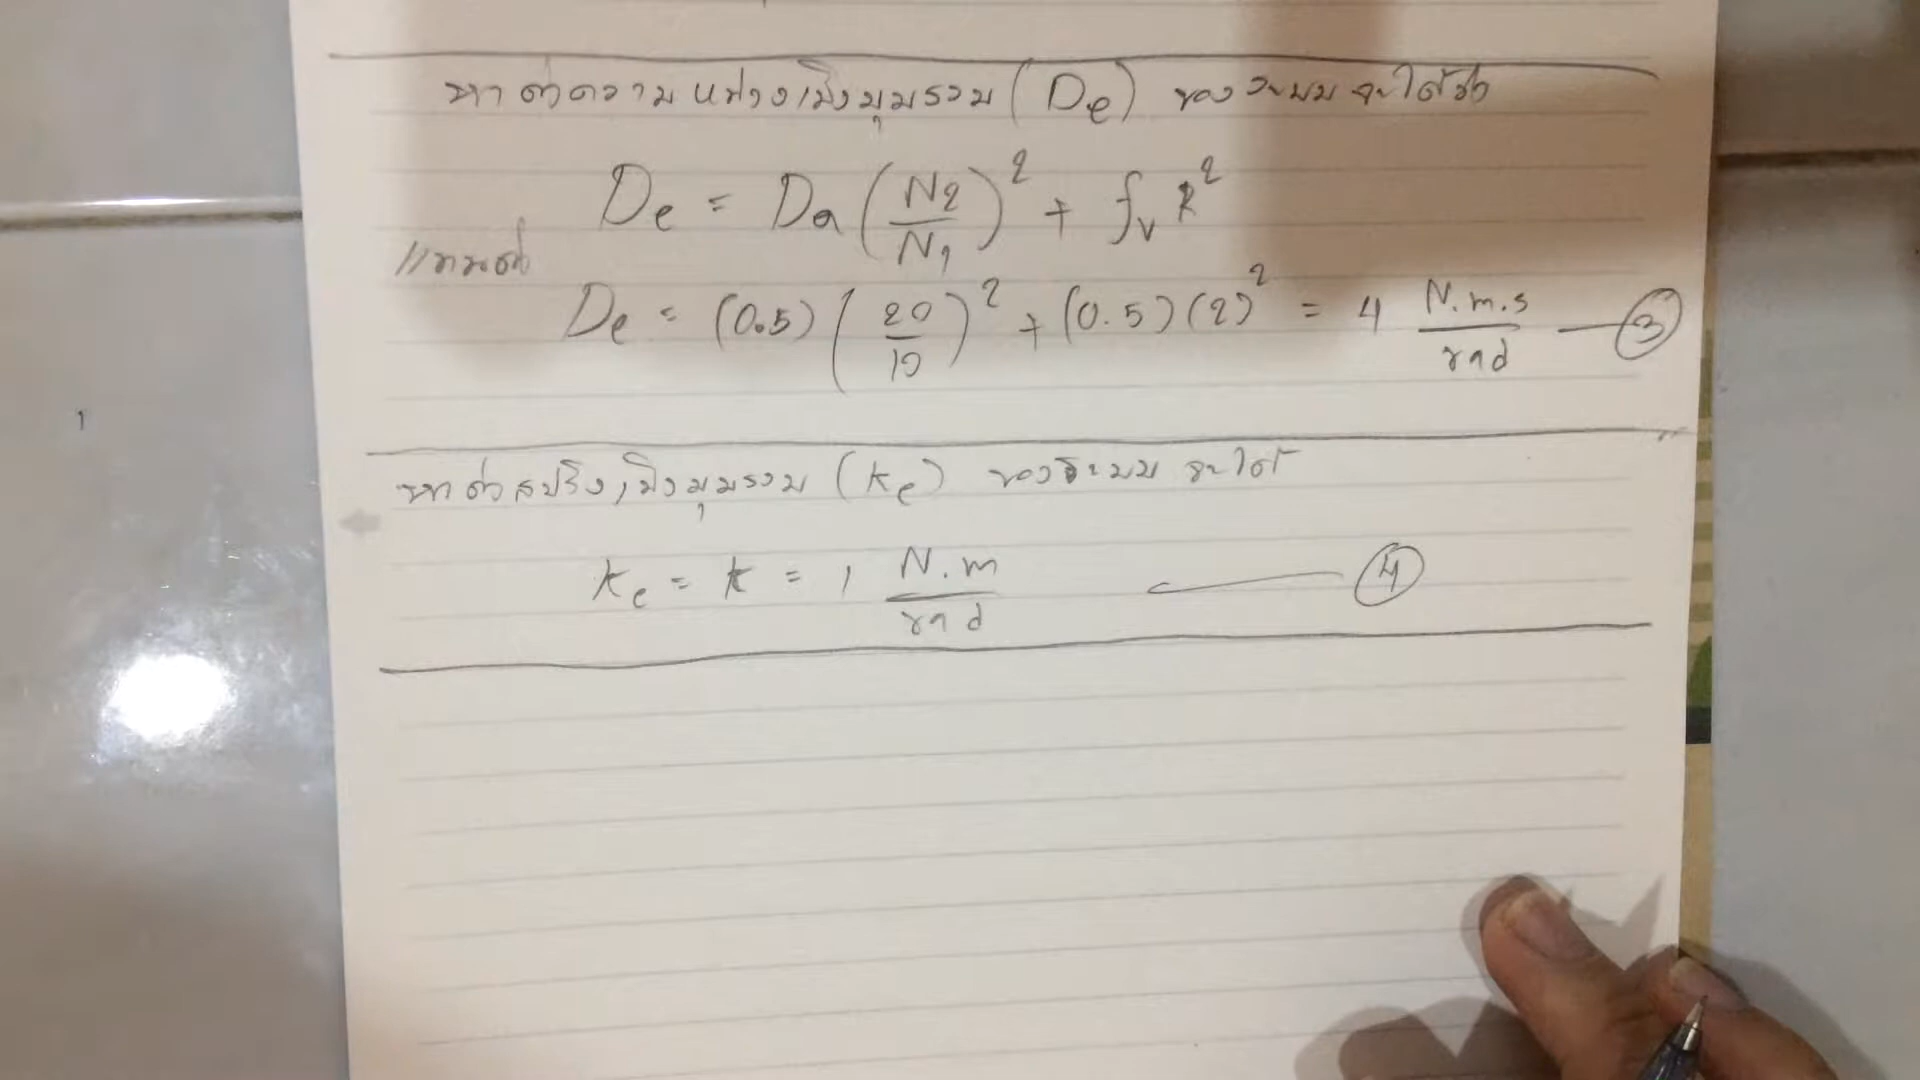 หาค่าความหน่วงเชิงมุมรวม (De) ของระบบ จะได้ว่า
De = Da (N2/N1)² + fv R²
แทนค่า
De = (0.5) (20/10)² + (0.5)(2)² = 4 N.m.s/rad — ③
หาค่าสปริงเชิงมุมรวม (Ke) ของระบบ จะได้
Ke = K = 1 N.m/rad — ④